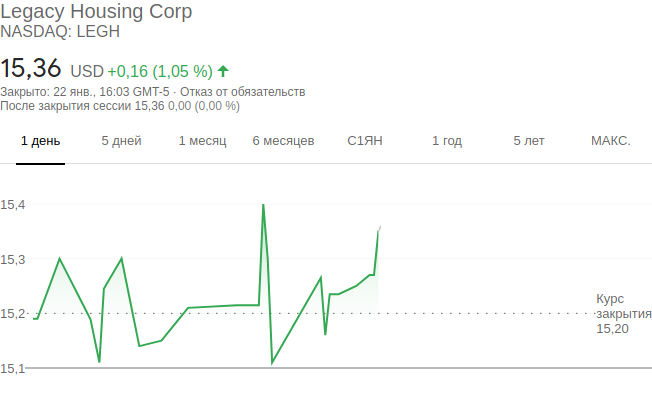 Legacy Housing Corp
NASDAQ: LEGH
15,36 USD +0,16 (1,05 %)
Закрыто: 22 янв., 16:03 GMT-5 · Отказ от обязательств
После закрытия сессии 15,36 0,00 (0,00 %)
1 день 5 дней 1 месяц 6 месяцев С1ЯН 1 год 5 лет МАКС.
15,4
15,3
15,2
15,1
Курс
закрытия
15,20